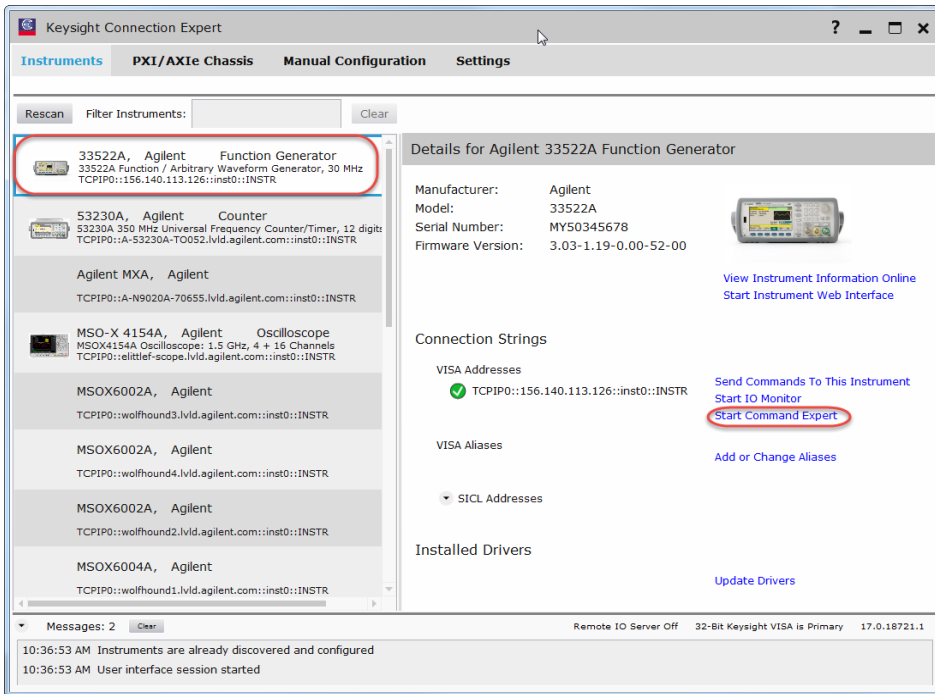 Keysight Connection Expert
?
Instruments PXI/AXIe Chassis Manual Configuration Settings
Rescan Filter Instruments: Clear
33522A, Agilent Function Generator
33522A Function / Arbitrary Waveform Generator, 30 MHz
TCPIP0::156.140.113.126::inst0::INSTR
53230A, Agilent Counter
53230A 350 MHz Universal Frequency Counter/Timer, 12 digits
TCPIP0::A-53230A-TO052.lvld.agilent.com::inst0::INSTR
Agilent MXA, Agilent
TCPIP0::A-N9020A-70655.lvld.agilent.com::inst0::INSTR
MSO-X 4154A, Agilent Oscilloscope
MSOX4154A Oscilloscope: 1.5 GHz, 4 + 16 Channels
TCPIP0::elittlef-scope.lvld.agilent.com::inst0::INSTR
MSOX6002A, Agilent
TCPIP0::wolfhound3.lvld.agilent.com::inst0::INSTR
MSOX6002A, Agilent
TCPIP0::wolfhound4.lvld.agilent.com::inst0::INSTR
MSOX6002A, Agilent
TCPIP0::wolfhound2.lvld.agilent.com::inst0::INSTR
MSOX6004A, Agilent
TCPIP0::wolfhound1.lvld.agilent.com::inst0::INSTR
Details for Agilent 33522A Function Generator
Manufacturer: Agilent
Model: 33522A
Serial Number: MY50345678
Firmware Version: 3.03-1.19-0.00-52-00
View Instrument Information Online
Start Instrument Web Interface
Connection Strings
VISA Addresses
TCPIP0::156.140.113.126::inst0::INSTR
Send Commands To This Instrument
Start IO Monitor
Start Command Expert
VISA Aliases
Add or Change Aliases
SICL Addresses
Installed Drivers
Update Drivers
Messages: 2 Clear Remote IO Server Off 32-Bit Keysight VISA is Primary 17.0.18721.1
10:36:53 AM Instruments are already discovered and configured
10:36:53 AM User interface session started